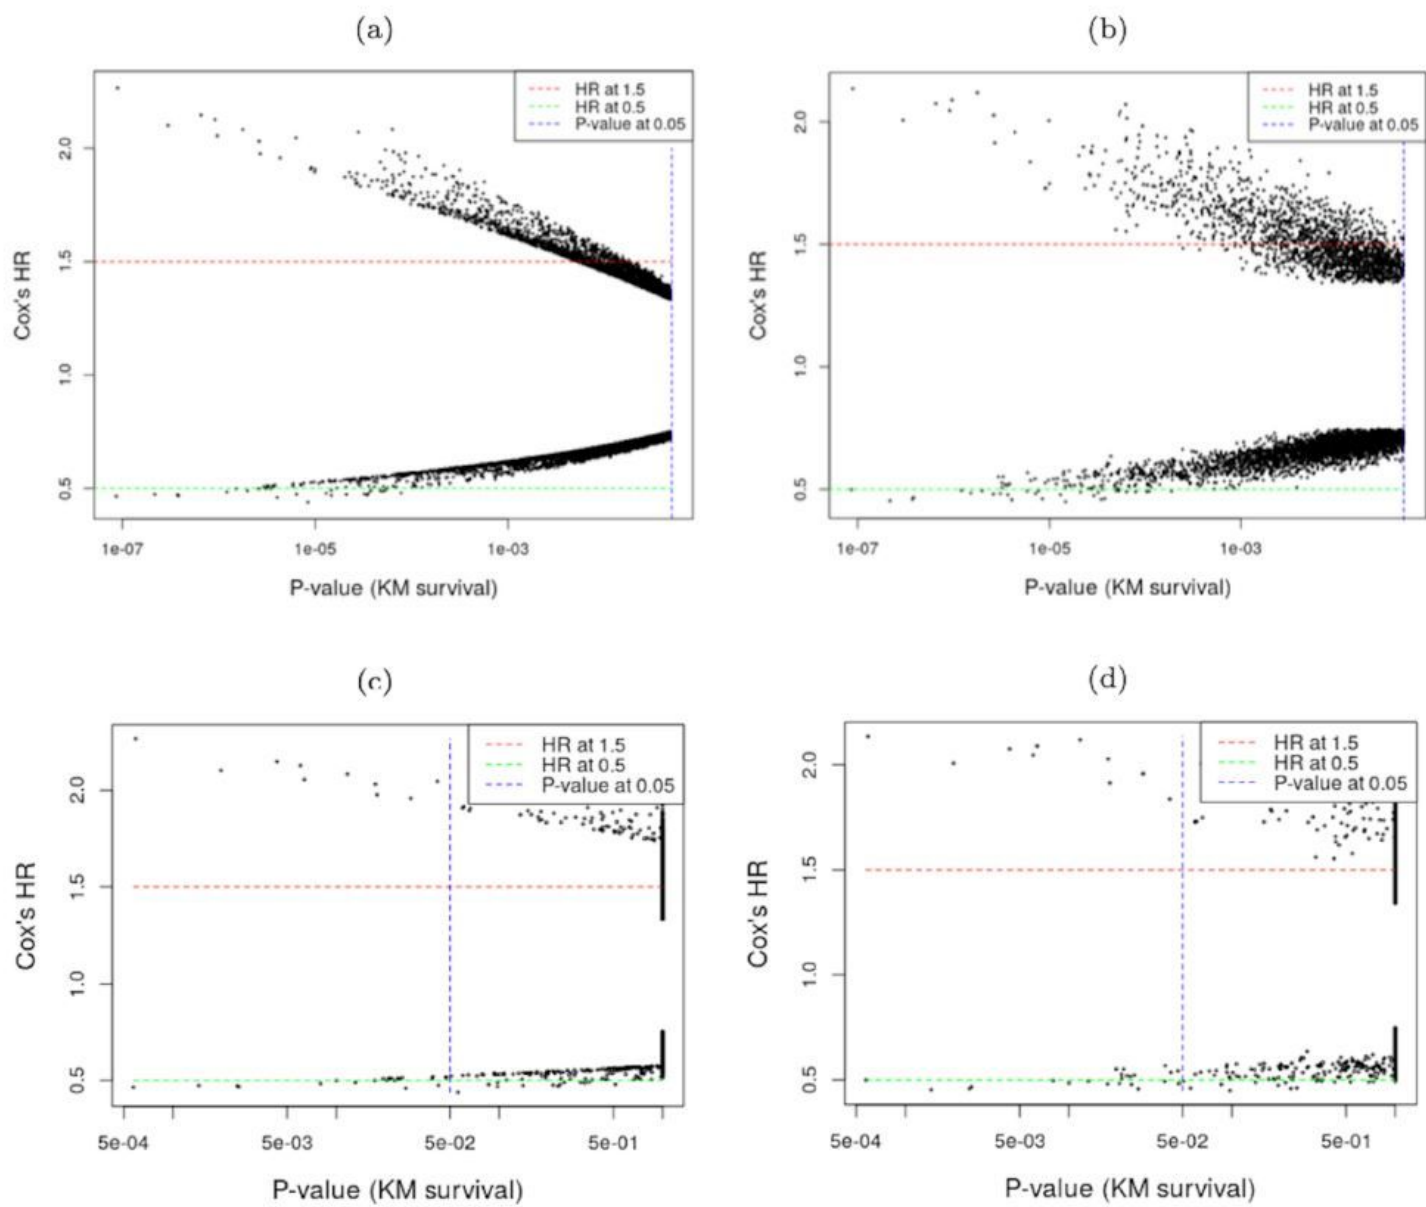 (a)
HR at 1.5
HR at 0.5
P-value at 0.05
Cox's HR
2.0
1.5
1.0
0.5
1e-07
1e-05
1e-03
P-value (KM survival)
(b)
HR at 1.5
HR at 0.5
P-value at 0.05
Cox's HR
2.0
1.5
1.0
0.5
1e-07
1e-05
1e-03
P-value (KM survival)
(c)
HR at 1.5
HR at 0.5
P-value at 0.05
Cox's HR
2.0
1.5
1.0
0.5
5e-04
5e-03
5e-02
5e-01
P-value (KM survival)
(d)
HR at 1.5
HR at 0.5
P-value at 0.05
Cox's HR
2.0
1.5
1.0
0.5
5e-04
5e-03
5e-02
5e-01
P-value (KM survival)